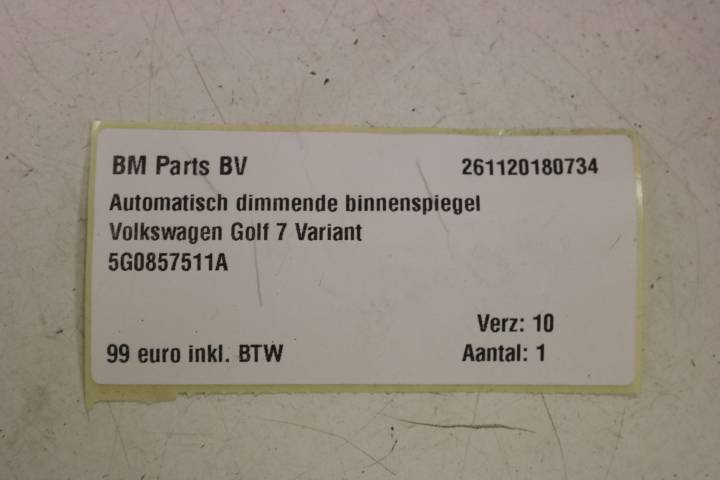 BM Parts BV 261120180734
Automatisch dimmende binnenspiegel
Volkswagen Golf 7 Variant
5G0857511A
Verz: 10
99 euro inkl. BTW Aantal: 1